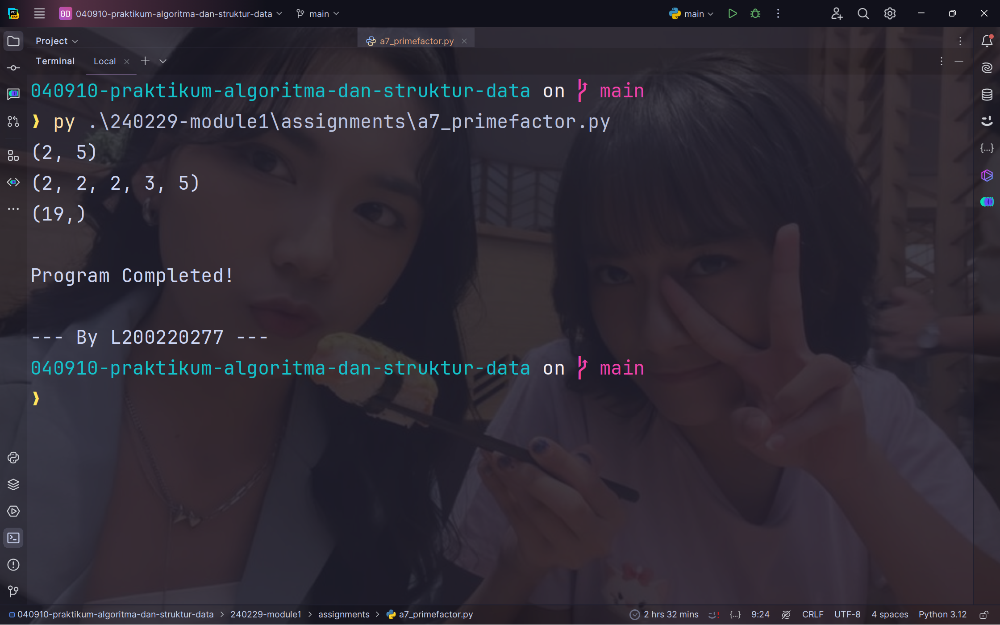 PC
EAP
0D 040910-praktikum-algoritma-dan-struktur-data main main
Project a7_primefactor.py
Terminal Local
040910-praktikum-algoritma-dan-struktur-data on main
❱ py .\240229-module1\assignments\a7_primefactor.py
(2, 5)
(2, 2, 2, 3, 5)
(19,)
Program Completed!
--- By L200220277 ---
040910-praktikum-algoritma-dan-struktur-data on main
❱
040910-praktikum-algoritma-dan-struktur-data > 240229-module1 > assignments > a7_primefactor.py 2 hrs 32 mins {...} 9:24 CRLF UTF-8 4 spaces Python 3.12